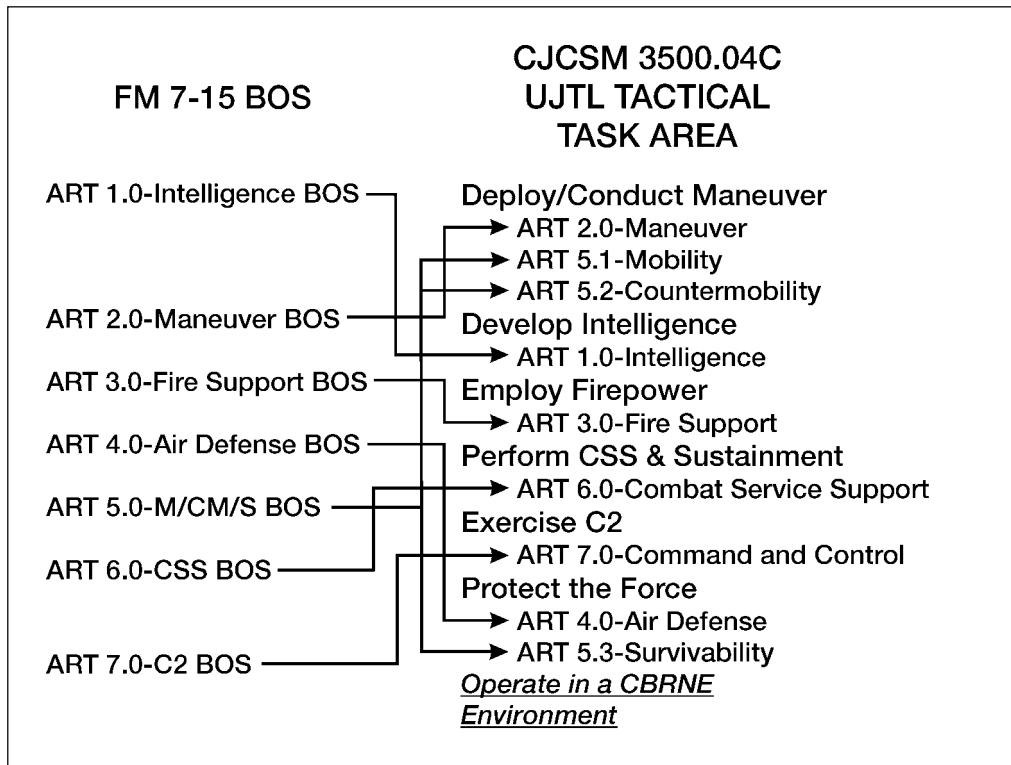 FM 7-15 BOS
ART 1.0-Intelligence BOS
ART 2.0-Maneuver BOS
ART 3.0-Fire Support BOS
ART 4.0-Air Defense BOS
ART 5.0-M/CM/S BOS
ART 6.0-CSS BOS
ART 7.0-C2 BOS
CJCSM 3500.04C
UJTL TACTICAL
TASK AREA
Deploy/Conduct Maneuver
ART 2.0-Maneuver
ART 5.1-Mobility
ART 5.2-Countermobility
Develop Intelligence
ART 1.0-Intelligence
Employ Firepower
ART 3.0-Fire Support
Perform CSS & Sustainment
ART 6.0-Combat Service Support
Exercise C2
ART 7.0-Command and Control
Protect the Force
ART 4.0-Air Defense
ART 5.3-Survivability
Operate in a CBRNE
Environment